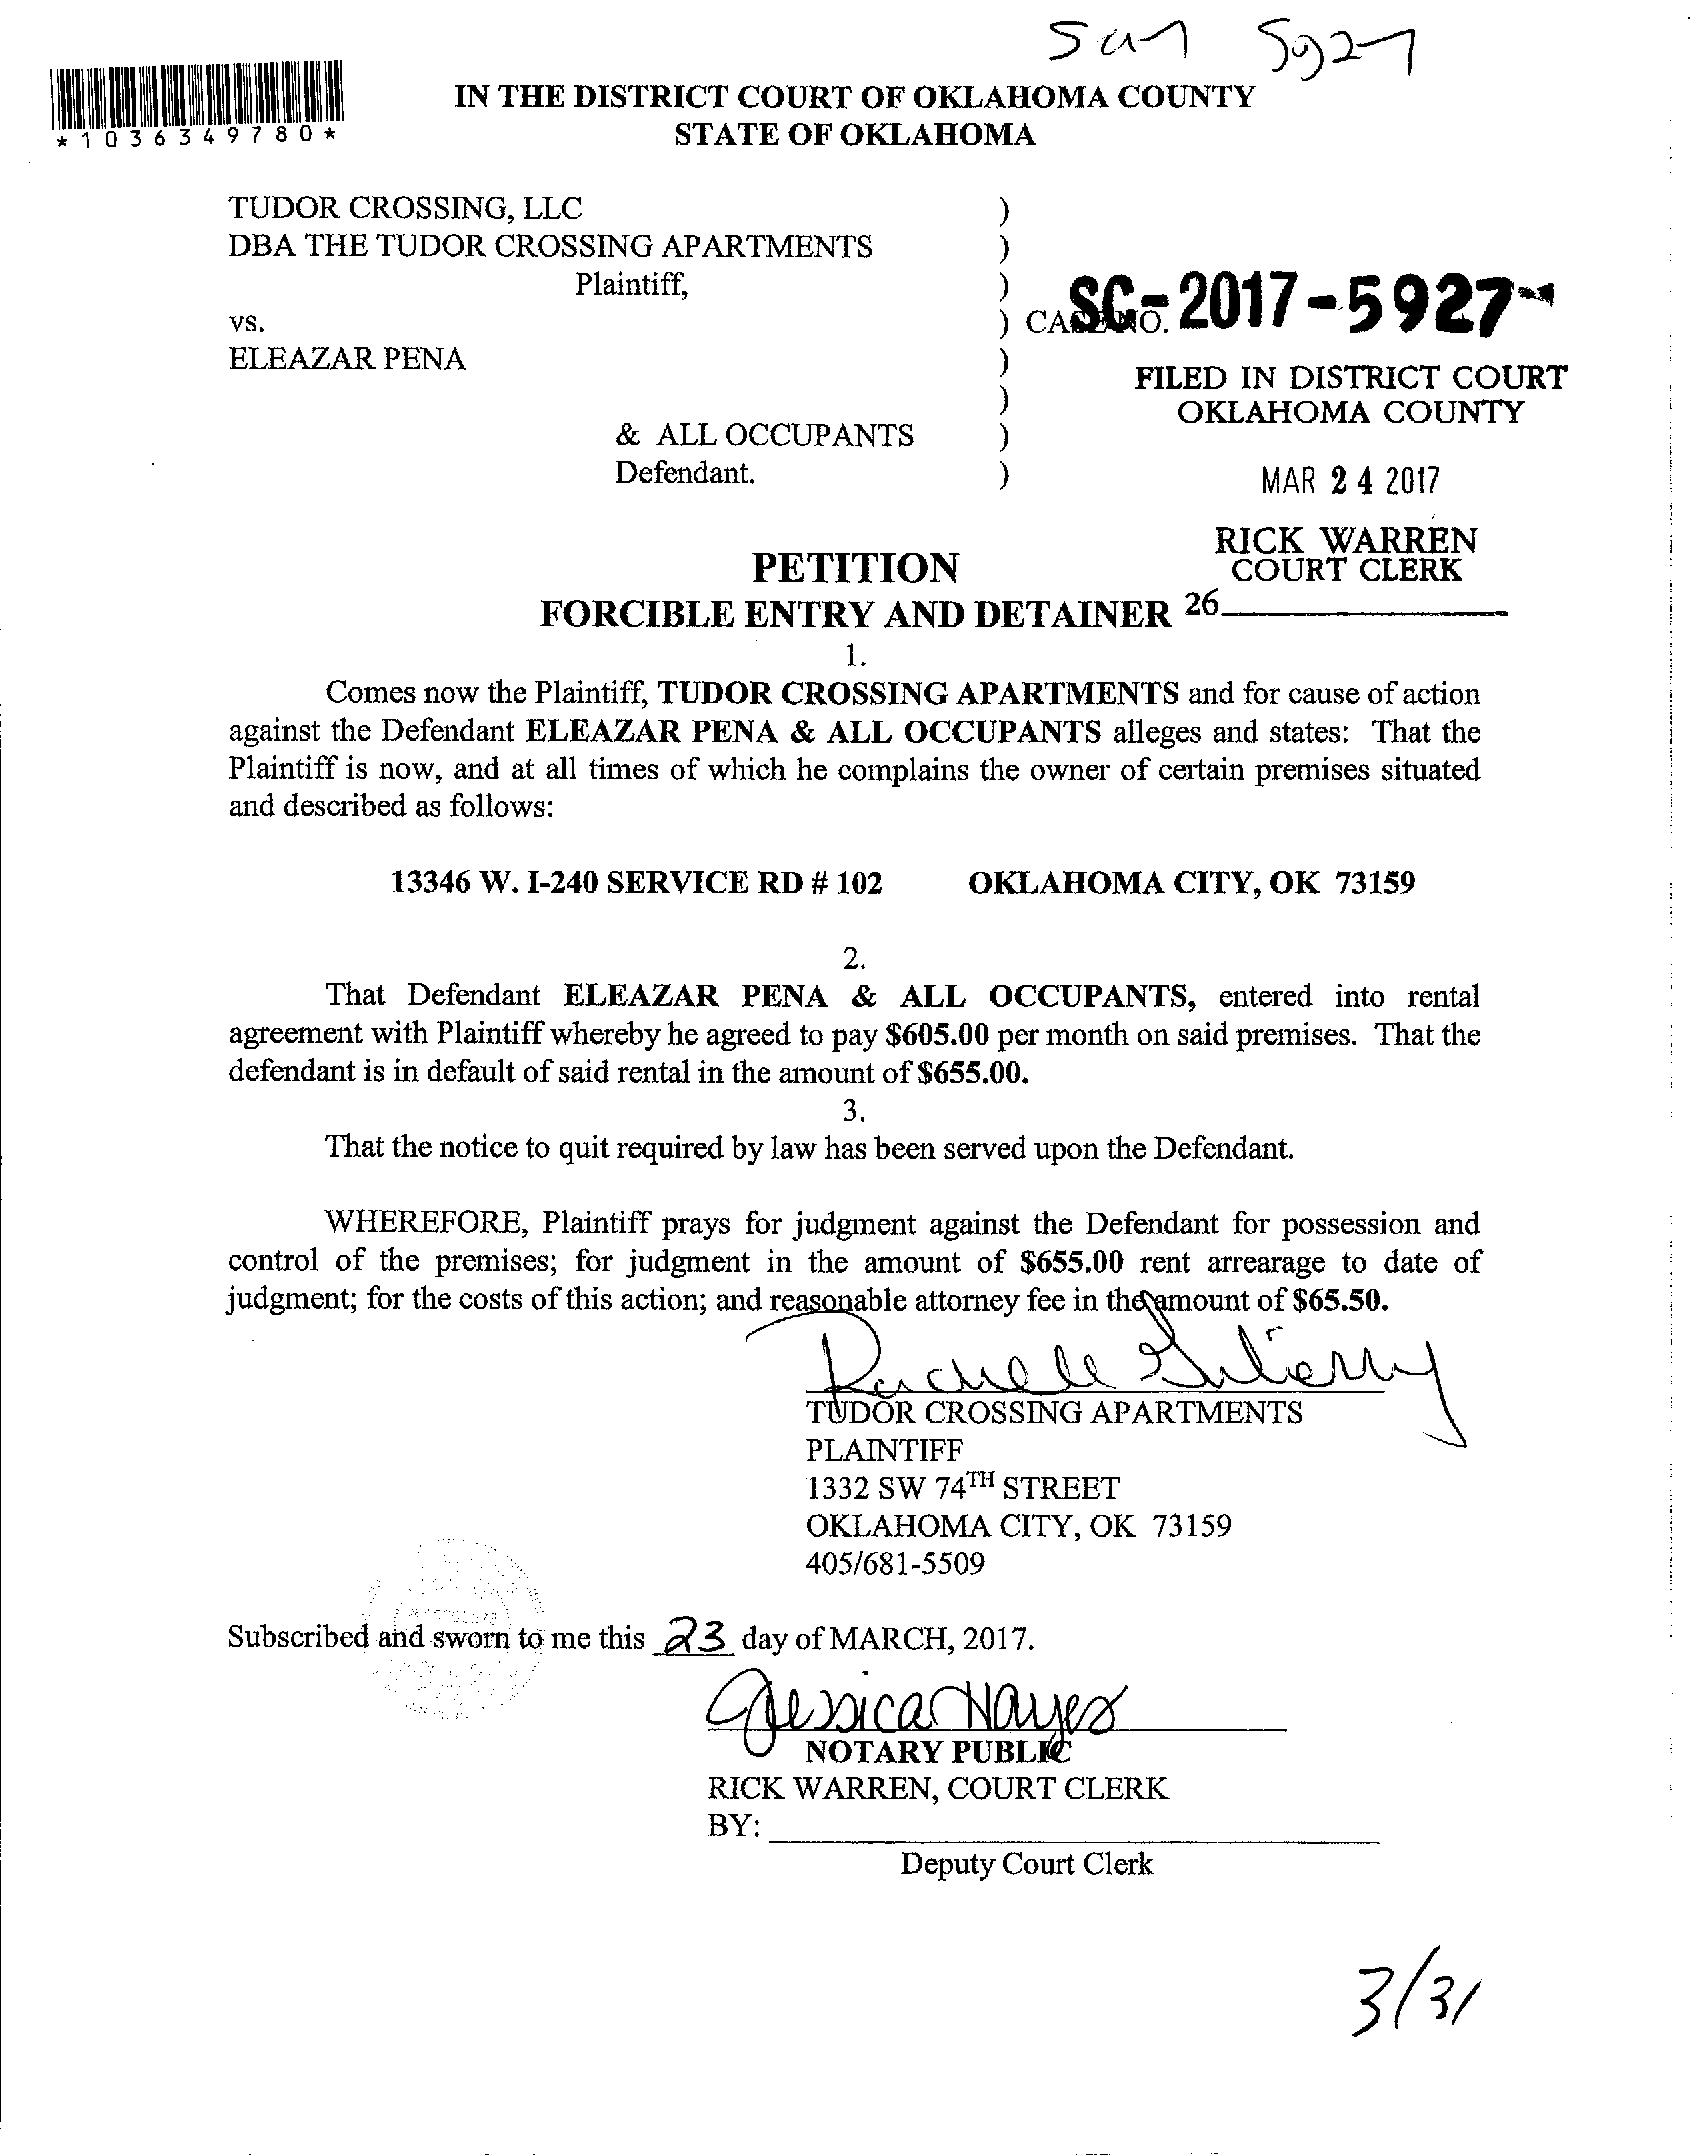 5927
*1036349780*
IN THE DISTRICT COURT OF OKLAHOMA COUNTY
STATE OF OKLAHOMA
TUDOR CROSSING, LLC )
DBA THE TUDOR CROSSING APARTMENTS )
Plaintiff, )
vs. ) CASE NO. SC-2017-5927
ELEAZAR PENA )
)
& ALL OCCUPANTS )
Defendant. )
FILED IN DISTRICT COURT
OKLAHOMA COUNTY
MAR 24 2017
RICK WARREN
COURT CLERK
26
PETITION
FORCIBLE ENTRY AND DETAINER
1.
Comes now the Plaintiff, TUDOR CROSSING APARTMENTS and for cause of action
against the Defendant ELEAZAR PENA & ALL OCCUPANTS alleges and states: That the
Plaintiff is now, and at all times of which he complains the owner of certain premises situated
and described as follows:
13346 W. I-240 SERVICE RD # 102 OKLAHOMA CITY, OK 73159
2.
That Defendant ELEAZAR PENA & ALL OCCUPANTS, entered into rental
agreement with Plaintiff whereby he agreed to pay $605.00 per month on said premises. That the
defendant is in default of said rental in the amount of $655.00.
3.
That the notice to quit required by law has been served upon the Defendant.
WHEREFORE, Plaintiff prays for judgment against the Defendant for possession and
control of the premises; for judgment in the amount of $655.00 rent arrearage to date of
judgment; for the costs of this action; and reasonable attorney fee in the amount of $65.50.
Rachelle
TUDOR CROSSING APARTMENTS
PLAINTIFF
1332 SW 74TH STREET
OKLAHOMA CITY, OK 73159
405/681-5509
Subscribed and sworn to me this 23 day of MARCH, 2017.
Jessica Hayes
NOTARY PUBLIC
RICK WARREN, COURT CLERK
BY:
Deputy Court Clerk
3/31